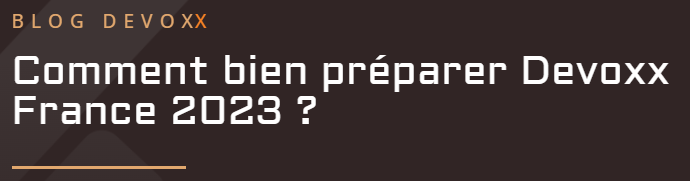 BLOG DEVOXX
Comment bien préparer Devoxx
France 2023 ?